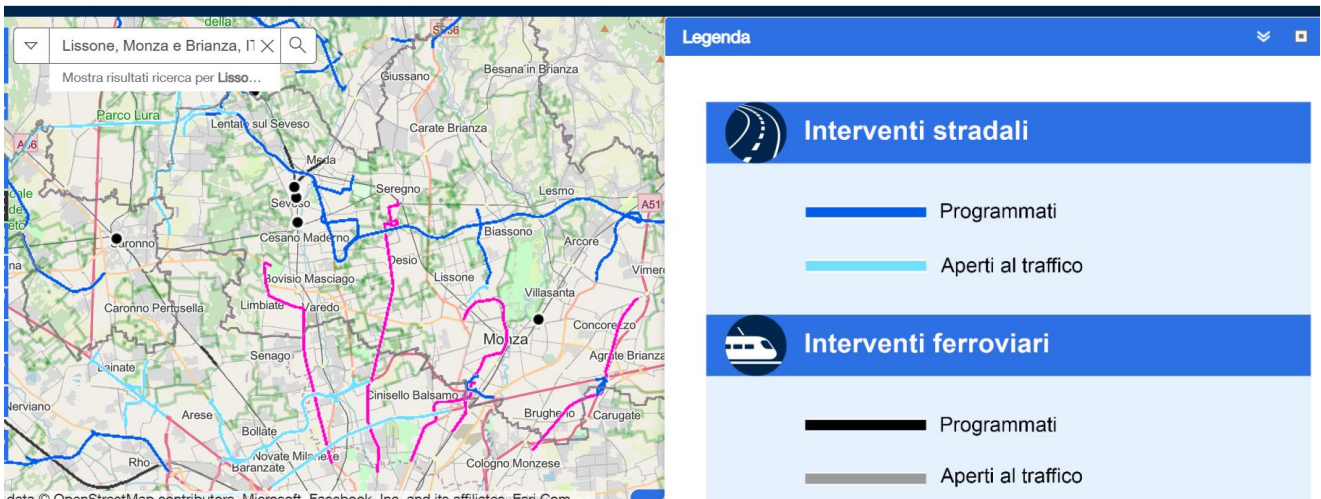 della
SP36
Lissone, Monza e Brianza, IT
Mostra risultati ricerca per Lisso...
Giussano
Besana in Brianza
Parco Lura
Lentate sul Seveso
Carate Brianza
Meda
Seregno
Lesmo
Seveso
A51
Cesano Maderno
Biassono
Arcore
Desio
Bovisio Masciago
Lissone
Vimer
Villasanta
Caronno Pertusella
Limbiate
Varedo
Concorezzo
Monza
Senago
Agrate Brianza
Lainate
Cinisello Balsamo
Nerviano
Arese
Brugherio
Carugate
Bollate
Rho
Novate Milanese
Baranzate
Cologno Monzese
data © OpenStreetMap contributors, Microsoft, Facebook, Inc. and its affiliates, Esri Com
Legenda
Interventi stradali
Programmati
Aperti al traffico
Interventi ferroviari
Programmati
Aperti al traffico